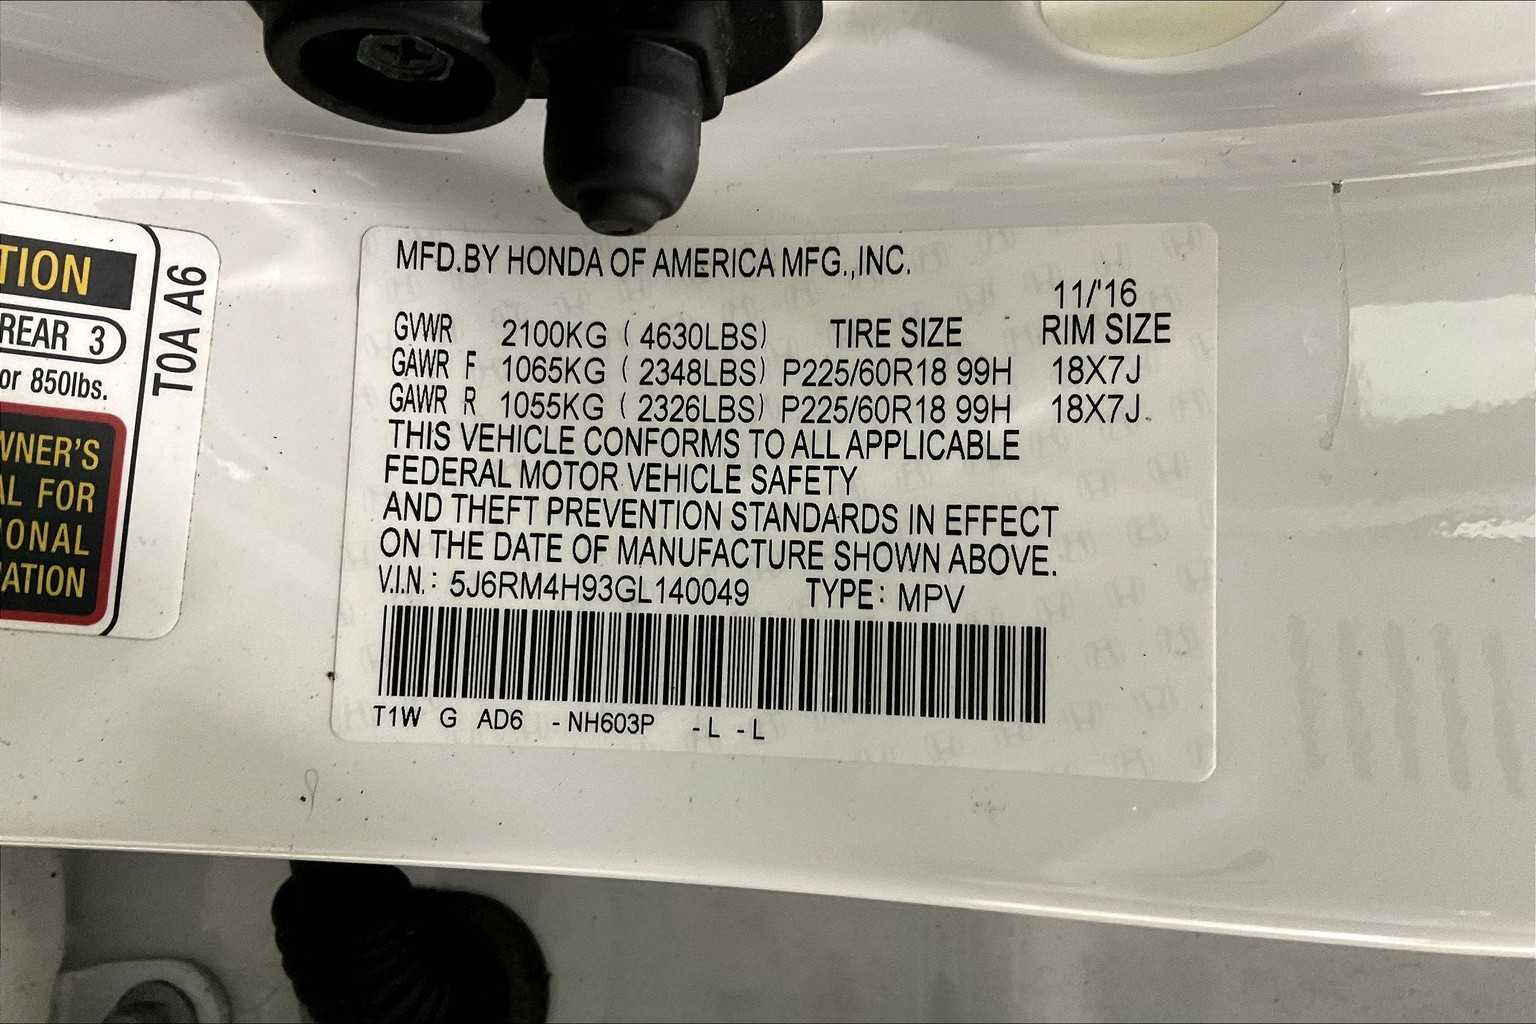 TION
REAR 3
or 850lbs.
WNER'S
AL FOR
IONAL
ATION
T0A A6
MFD.BY HONDA OF AMERICA MFG.,INC.
11/'16
GVWR 2100KG ( 4630LBS) TIRE SIZE RIM SIZE
GAWR F 1065KG ( 2348LBS) P225/60R18 99H 18X7J
GAWR R 1055KG ( 2326LBS) P225/60R18 99H 18X7J.
THIS VEHICLE CONFORMS TO ALL APPLICABLE
FEDERAL MOTOR VEHICLE SAFETY
AND THEFT PREVENTION STANDARDS IN EFFECT
ON THE DATE OF MANUFACTURE SHOWN ABOVE.
V.I.N.: 5J6RM4H93GL140049 TYPE: MPV
T1W G AD6 -NH603P -L -L